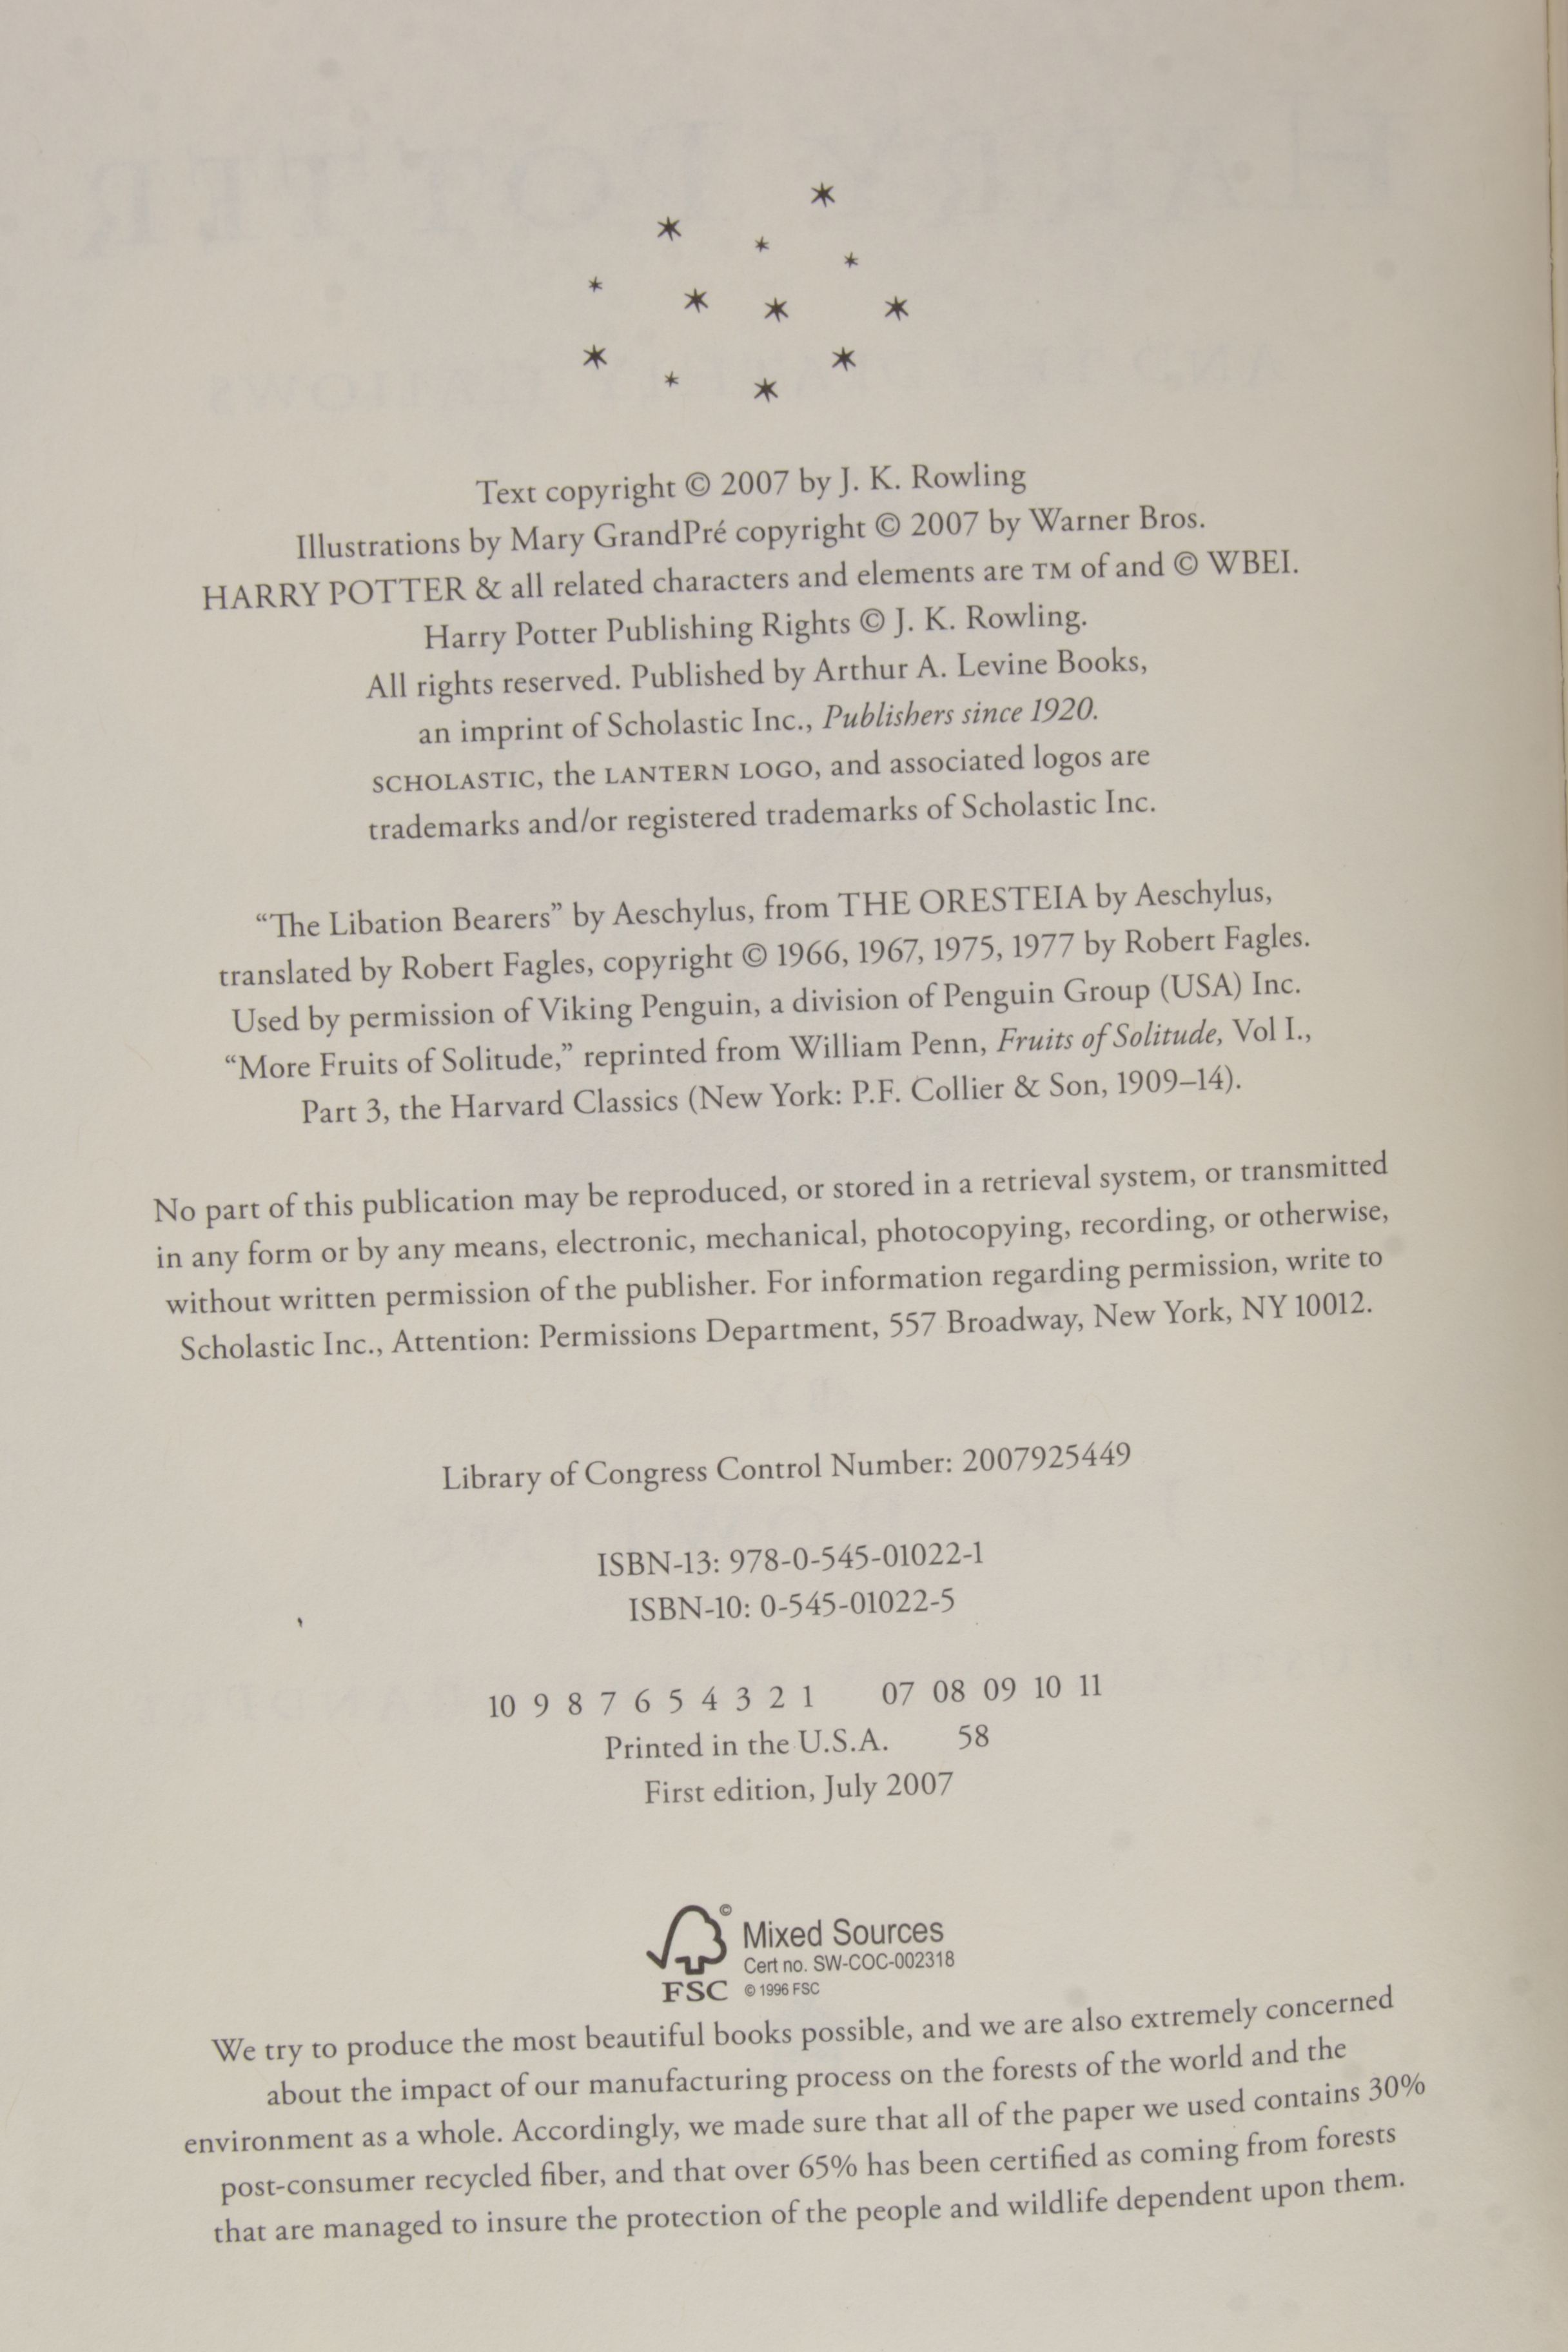 Text copyright © 2007 by J. K. Rowling
Illustrations by Mary GrandPré copyright © 2007 by Warner Bros.
HARRY POTTER & all related characters and elements are TM of and © WBEI.
Harry Potter Publishing Rights © J. K. Rowling.
All rights reserved. Published by Arthur A. Levine Books,
an imprint of Scholastic Inc., Publishers since 1920.
SCHOLASTIC, the LANTERN LOGO, and associated logos are
trademarks and/or registered trademarks of Scholastic Inc.
“The Libation Bearers” by Aeschylus, from THE ORESTEIA by Aeschylus,
translated by Robert Fagles, copyright © 1966, 1967, 1975, 1977 by Robert Fagles.
Used by permission of Viking Penguin, a division of Penguin Group (USA) Inc.
“More Fruits of Solitude,” reprinted from William Penn, Fruits of Solitude, Vol I.,
Part 3, the Harvard Classics (New York: P.F. Collier & Son, 1909–14).
No part of this publication may be reproduced, or stored in a retrieval system, or transmitted
in any form or by any means, electronic, mechanical, photocopying, recording, or otherwise,
without written permission of the publisher. For information regarding permission, write to
Scholastic Inc., Attention: Permissions Department, 557 Broadway, New York, NY 10012.
Library of Congress Control Number: 2007925449
ISBN-13: 978-0-545-01022-1
ISBN-10: 0-545-01022-5
10 9 8 7 6 5 4 3 2 1 07 08 09 10 11
Printed in the U.S.A. 58
First edition, July 2007
© Mixed Sources
Cert no. SW-COC-002318
FSC © 1996 FSC
We try to produce the most beautiful books possible, and we are also extremely concerned
about the impact of our manufacturing process on the forests of the world and the
environment as a whole. Accordingly, we made sure that all of the paper we used contains 30%
post-consumer recycled fiber, and that over 65% has been certified as coming from forests
that are managed to insure the protection of the people and wildlife dependent upon them.